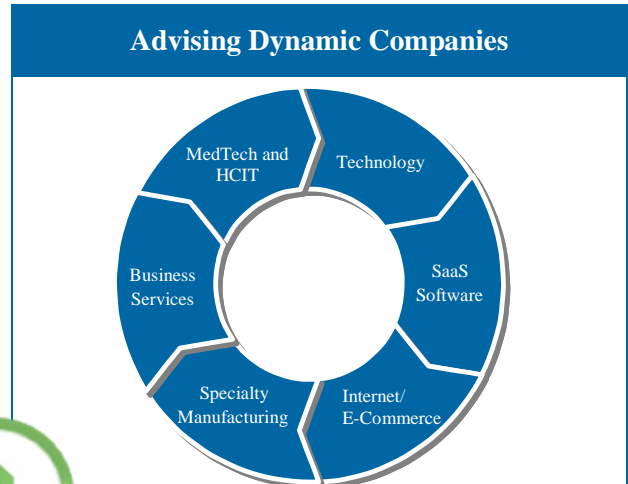 Advising Dynamic Companies
MedTech and
HCIT
Technology
SaaS
Software
Internet/
E-Commerce
Specialty
Manufacturing
Business
Services